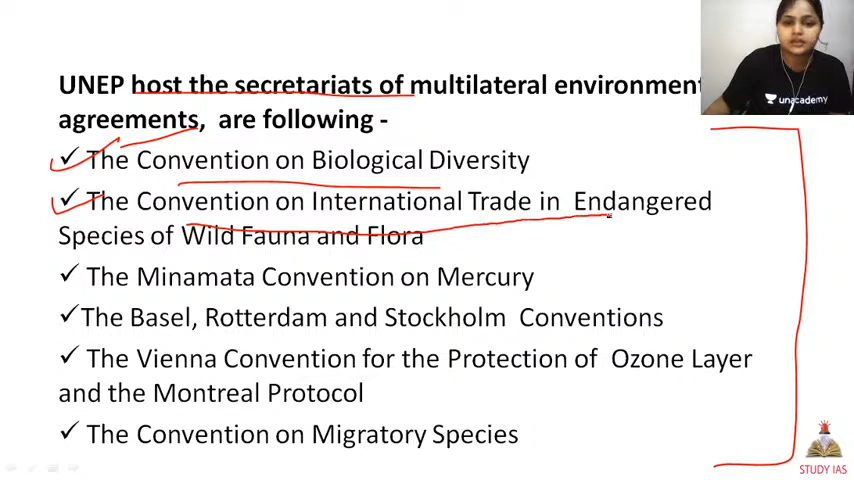 UNEP host the secretariats of multilateral environment
agreements, are following -
✓ The Convention on Biological Diversity
✓ The Convention on International Trade in Endangered
Species of Wild Fauna and Flora
✓ The Minamata Convention on Mercury
✓The Basel, Rotterdam and Stockholm Conventions
✓ The Vienna Convention for the Protection of Ozone Layer
and the Montreal Protocol
✓ The Convention on Migratory Species
unacademy
STUDY IAS